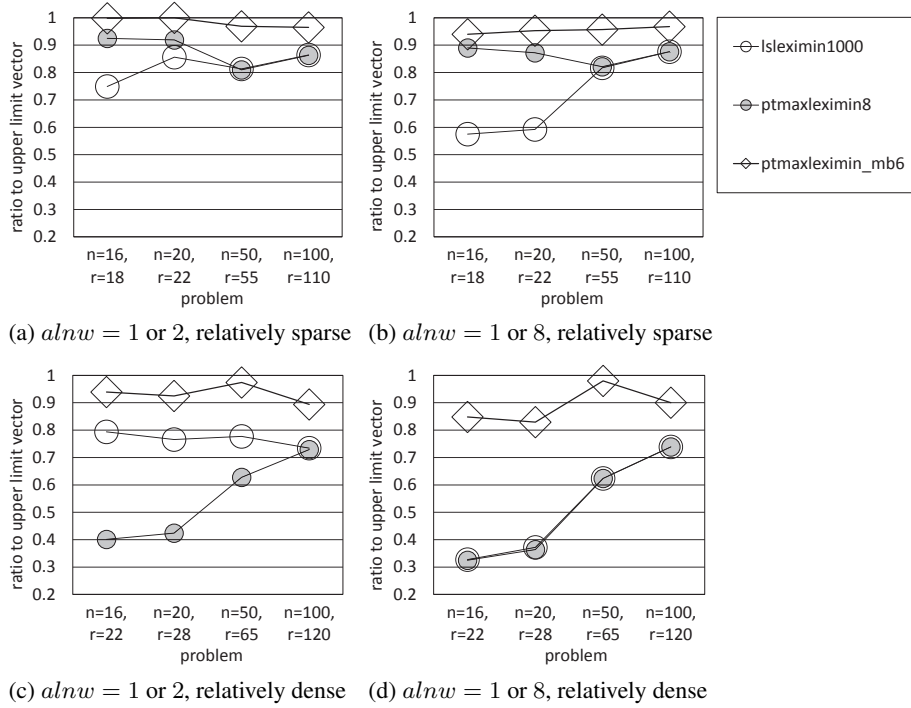 ratio to upper limit vector
1
0.9
0.8
0.7
0.6
0.5
0.4
0.3
0.2
n=16, n=20, n=50, n=100,
r=18 r=22 r=55 r=110
problem
(a) alnw = 1 or 2, relatively sparse
ratio to upper limit vector
1
0.9
0.8
0.7
0.6
0.5
0.4
0.3
0.2
n=16, n=20, n=50, n=100,
r=18 r=22 r=55 r=110
problem
(b) alnw = 1 or 8, relatively sparse
lsleximin1000
ptmaxleximin8
ptmaxleximin_mb6
ratio to upper limit vector
1
0.9
0.8
0.7
0.6
0.5
0.4
0.3
0.2
n=16, n=20, n=50, n=100,
r=22 r=28 r=65 r=120
problem
(c) alnw = 1 or 2, relatively dense
ratio to upper limit vector
1
0.9
0.8
0.7
0.6
0.5
0.4
0.3
0.2
n=16, n=20, n=50, n=100,
r=22 r=28 r=65 r=120
problem
(d) alnw = 1 or 8, relatively dense